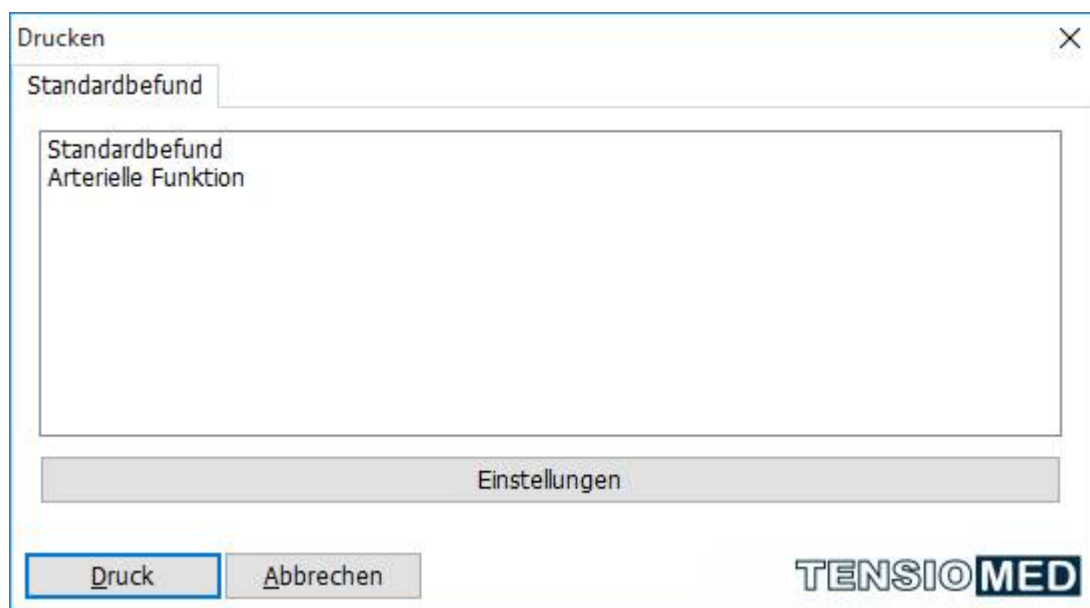 Drucken
Standardbefund
Standardbefund
Arterielle Funktion
Einstellungen
Druck
Abbrechen
TENSIOMED